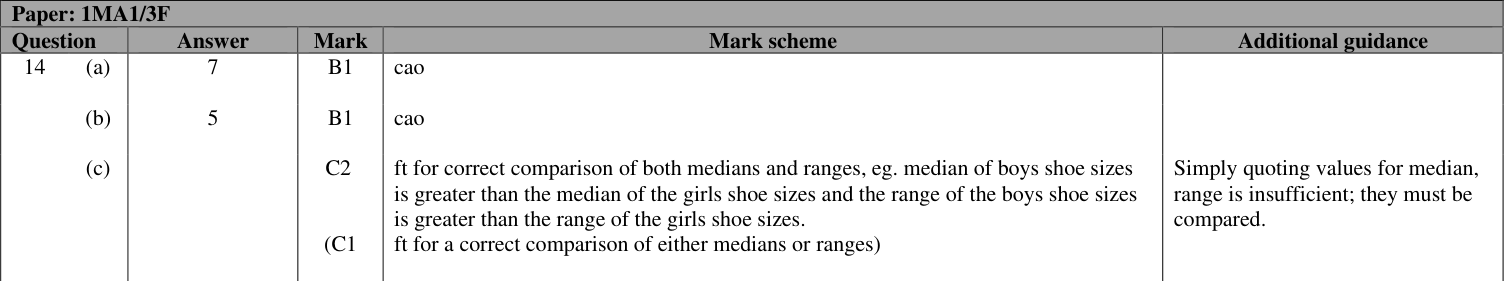 Paper: 1MA1/3F
Question Answer Mark Mark scheme Additional guidance
14 (a) 7 B1 cao
(b) 5 B1 cao
(c) C2 ft for correct comparison of both medians and ranges, eg. median of boys shoe sizes Simply quoting values for median,
is greater than the median of the girls shoe sizes and the range of the boys shoe sizes range is insufficient; they must be
is greater than the range of the girls shoe sizes. compared.
(C1 ft for a correct comparison of either medians or ranges)